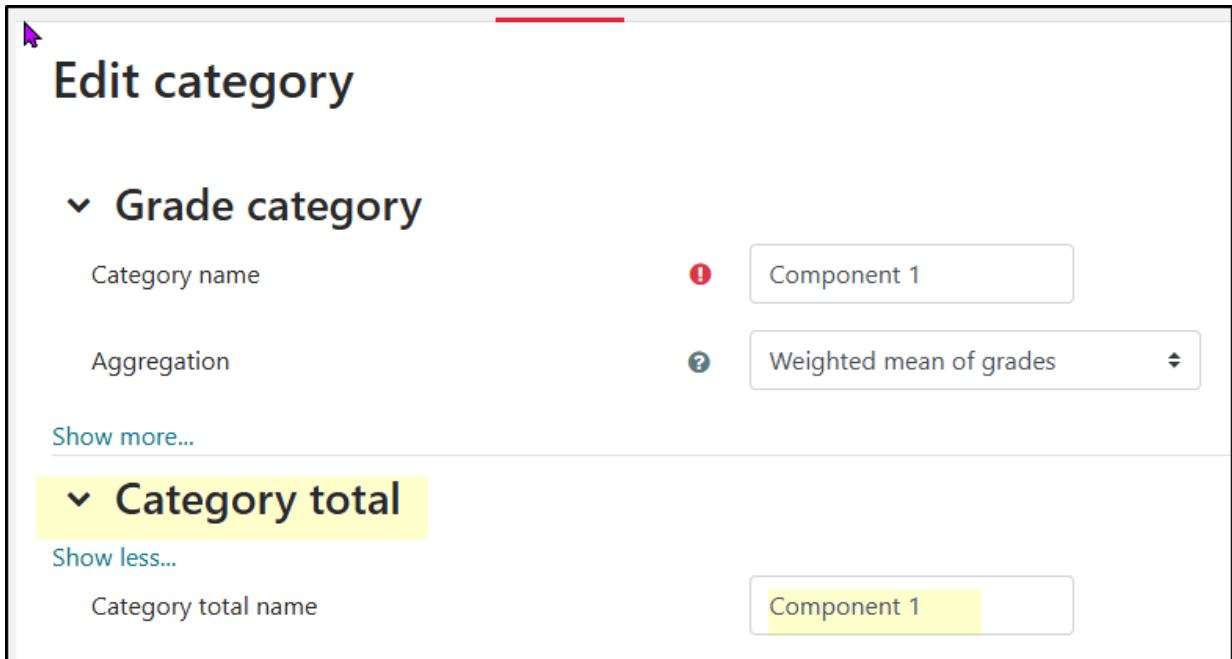 Edit category
Grade category
Category name
Component 1
Aggregation
Weighted mean of grades
Show more...
Category total
Show less...
Category total name
Component 1